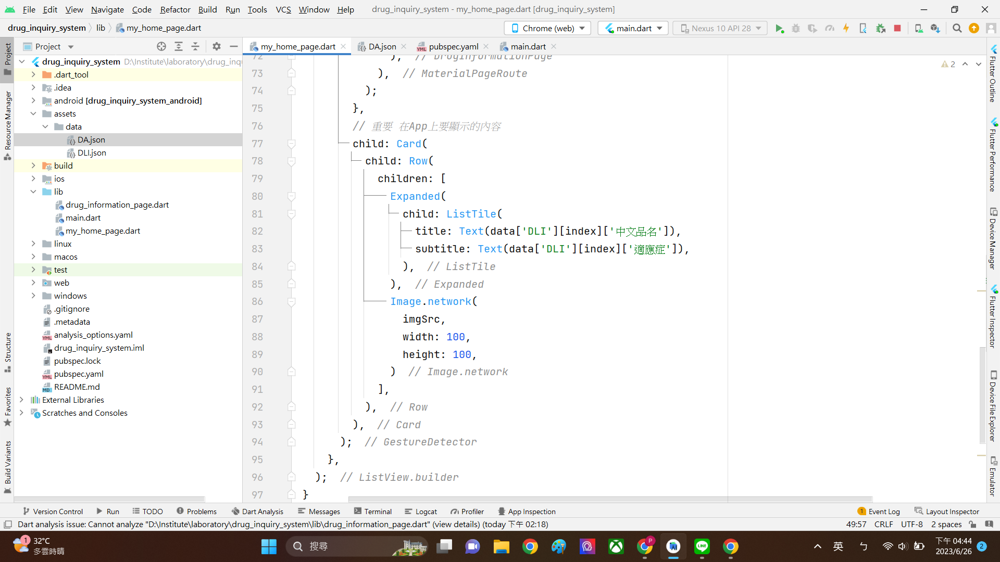 File Edit View Navigate Code Refactor Build Run Tools VCS Window Help drug_inquiry_system - my_home_page.dart [drug_inquiry_system]
drug_inquiry_system lib my_home_page.dart Chrome (web) main.dart Nexus 10 API 28
Project my_home_page.dart DA.json pubspec.yaml main.dart
drug_inquiry_system D:\Institute\laboratory\drug_inqu
.dart_tool
.idea
android [drug_inquiry_system_android]
assets
data
DA.json
DLI.json
build
ios
lib
drug_information_page.dart
main.dart
my_home_page.dart
linux
macos
test
web
windows
.gitignore
.metadata
analysis_options.yaml
drug_inquiry_system.iml
pubspec.lock
pubspec.yaml
README.md
External Libraries
Scratches and Consoles
Project
Resource Manager
Structure
Favorites
Build Variants
72 ), // DrugInformationPage
73 ), // MaterialPageRoute
74 );
75 },
76 // 重要 在App上要顯示的內容
77 child: Card(
78 child: Row(
79 children: [
80 Expanded(
81 child: ListTile(
82 title: Text(data['DLI'][index]['中文品名']),
83 subtitle: Text(data['DLI'][index]['適應症']),
84 ), // ListTile
85 ), // Expanded
86 Image.network(
87 imgSrc,
88 width: 100,
89 height: 100,
90 ) // Image.network
91 ],
92 ), // Row
93 ), // Card
94 ); // GestureDetector
95 },
96 ); // ListView.builder
97 }
2
Flutter Outline
Flutter Performance
Device Manager
Flutter Inspector
Device File Explorer
Emulator
Version Control Run TODO Problems Dart Analysis Messages Terminal Logcat Profiler App Inspection 1 Event Log Layout Inspector
Dart analysis issue: Cannot analyze "D:\Institute\laboratory\drug_inquiry_system\lib\drug_information_page.dart" (view details) (today 下午 02:18) 49:57 CRLF UTF-8 2 spaces
1 32°C
多雲時晴
搜尋
P
LINE
英 ㄅ
下午 04:44
2023/6/26
2